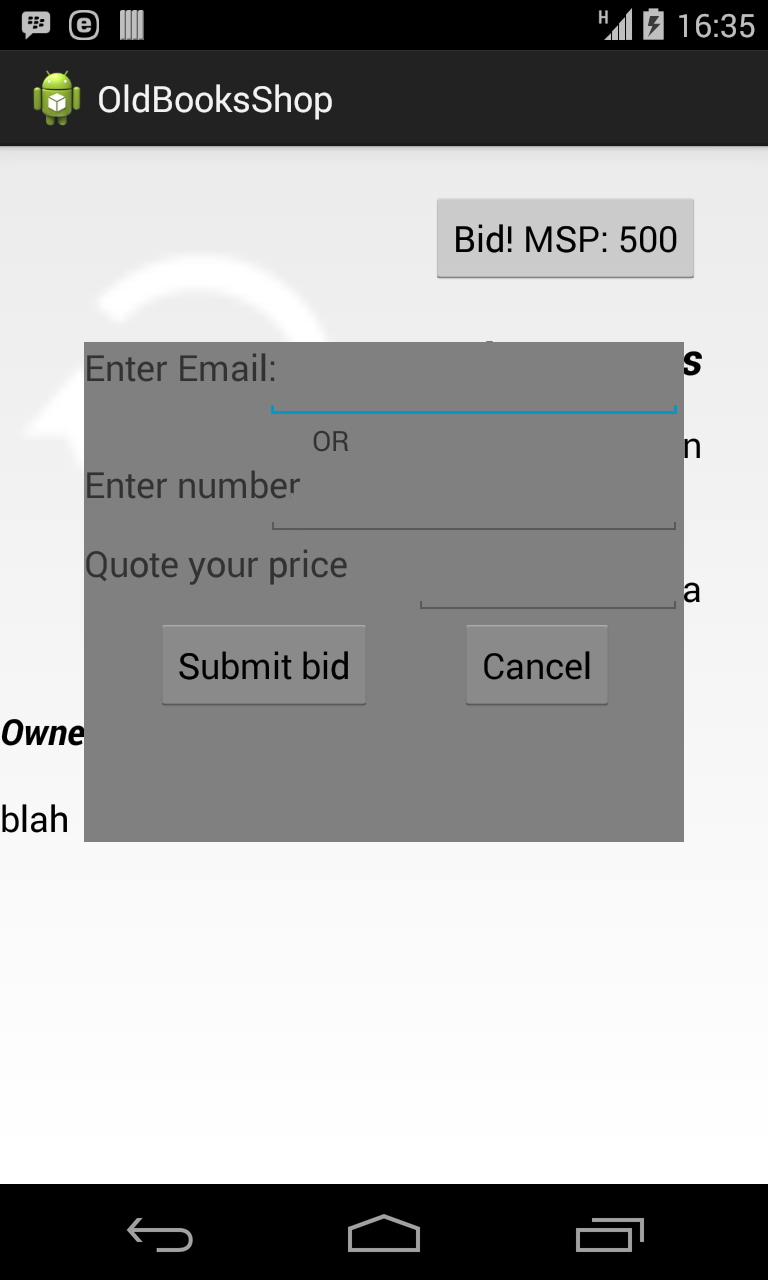 16:35
OldBooksShop
Bid! MSP: 500
Enter Email:
s
OR
n
Enter number
Quote your price
a
Submit bid
Cancel
Owne
blah